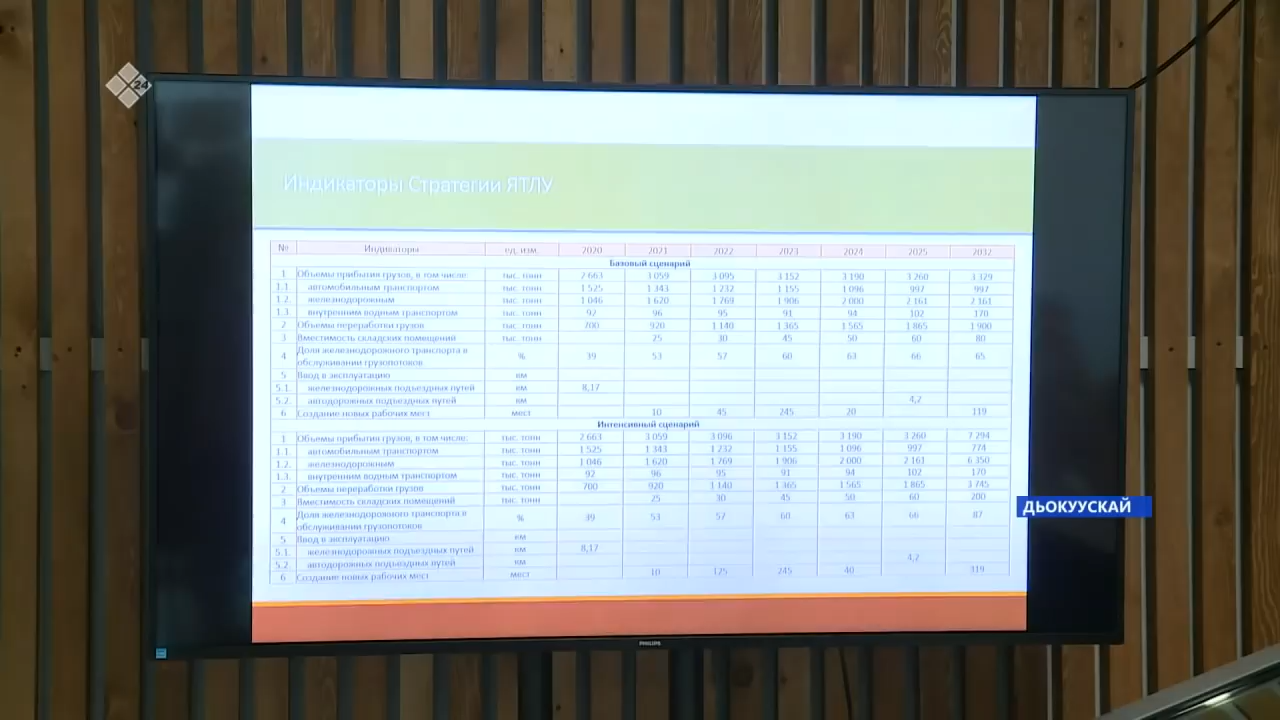 24
Индикаторы Стратегии ЯТЛУ
№ Индикаторы ед. изм. 2020 2021 2022 2023 2024 2025 2032
Базовый сценарий
1 Объемы прибытия грузов, в том числе: тыс. тонн 2 663 3 059 3 095 3 152 3 190 3 260 3 329
1.1 автомобильным транспортом тыс. тонн 1 525 1 343 1 232 1 155 1 096 997 997
1.2. железнодорожным тыс. тонн 1 046 1 620 1 769 1 906 2 000 2 161 2 161
1.3. внутренним водным транспортом тыс. тонн 92 96 95 91 94 102 170
2 Объемы переработки грузов тыс. тонн 700 920 1 140 1 365 1 565 1 865 1 900
3 Вместимость складских помещений тыс. тонн 25 30 45 50 60 80
4 Доля железнодорожного транспорта в обслуживании грузопотоков % 39 53 57 60 63 66 65
5 Ввод в эксплуатацию км
5.1. железнодорожных подъездных путей км 8,17
5.2. автодорожных подъездных путей км 4,2
6 Создание новых рабочих мест мест 10 45 245 20 119
Интенсивный сценарий
1 Объемы прибытия грузов, в том числе: тыс. тонн 2 663 3 059 3 096 3 152 3 190 3 260 7 294
1.1. автомобильным транспортом тыс. тонн 1 525 1 343 1 232 1 155 1 096 997 774
1.2. железнодорожным тыс. тонн 1 046 1 620 1 769 1 906 2 000 2 161 6 350
1.3. внутренним водным транспортом тыс. тонн 92 96 95 91 94 102 170
2 Объемы переработки грузов тыс. тонн 700 920 1 140 1 365 1 565 1 865 3 745
3 Вместимость складских помещений тыс. тонн 25 30 45 50 60 200
4 Доля железнодорожного транспорта в обслуживании грузопотоков % 39 53 57 60 63 66 87
5 Ввод в эксплуатацию км
5.1. железнодорожных подъездных путей км 8,17
5.2. автодорожных подъездных путей км 4,2
6 Создание новых рабочих мест мест 10 125 245 40 319
ДЬОКУУСКАЙ
PHILIPS